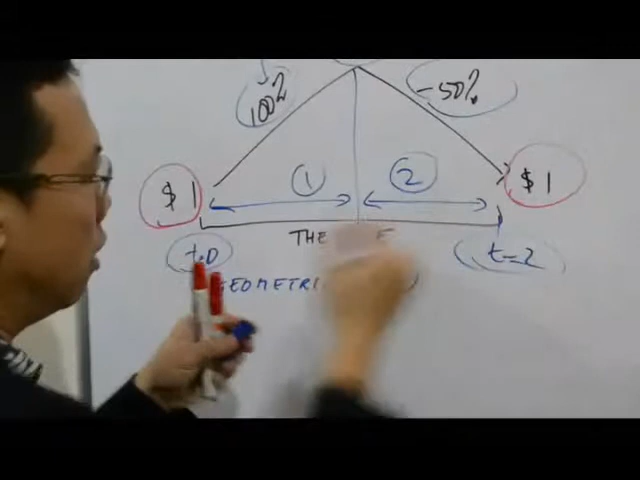 100%
-50%
$1
1
2
$1
THE
t=0
t=2
GEOMETRI